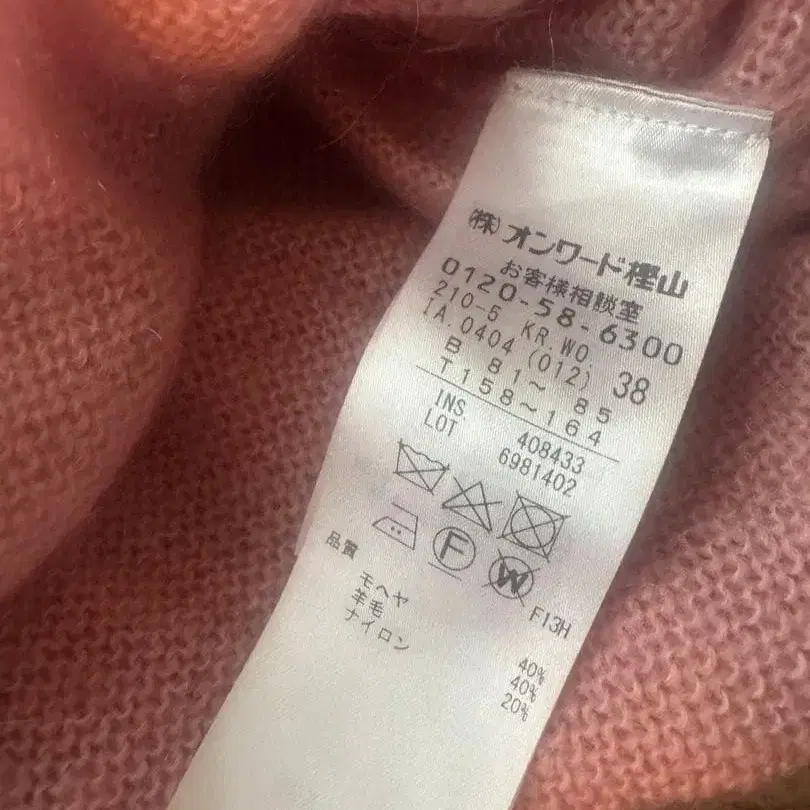 (株)オンワード樫山
お客様相談室
0120-58-6300
210-5 KR.WO.
IA.0404(012) 38
B 81~ 85
T158~164
INS 408433
LOT 6981402
F
W
F13H
品質
モヘヤ 40%
羊毛 40%
ナイロン 20%